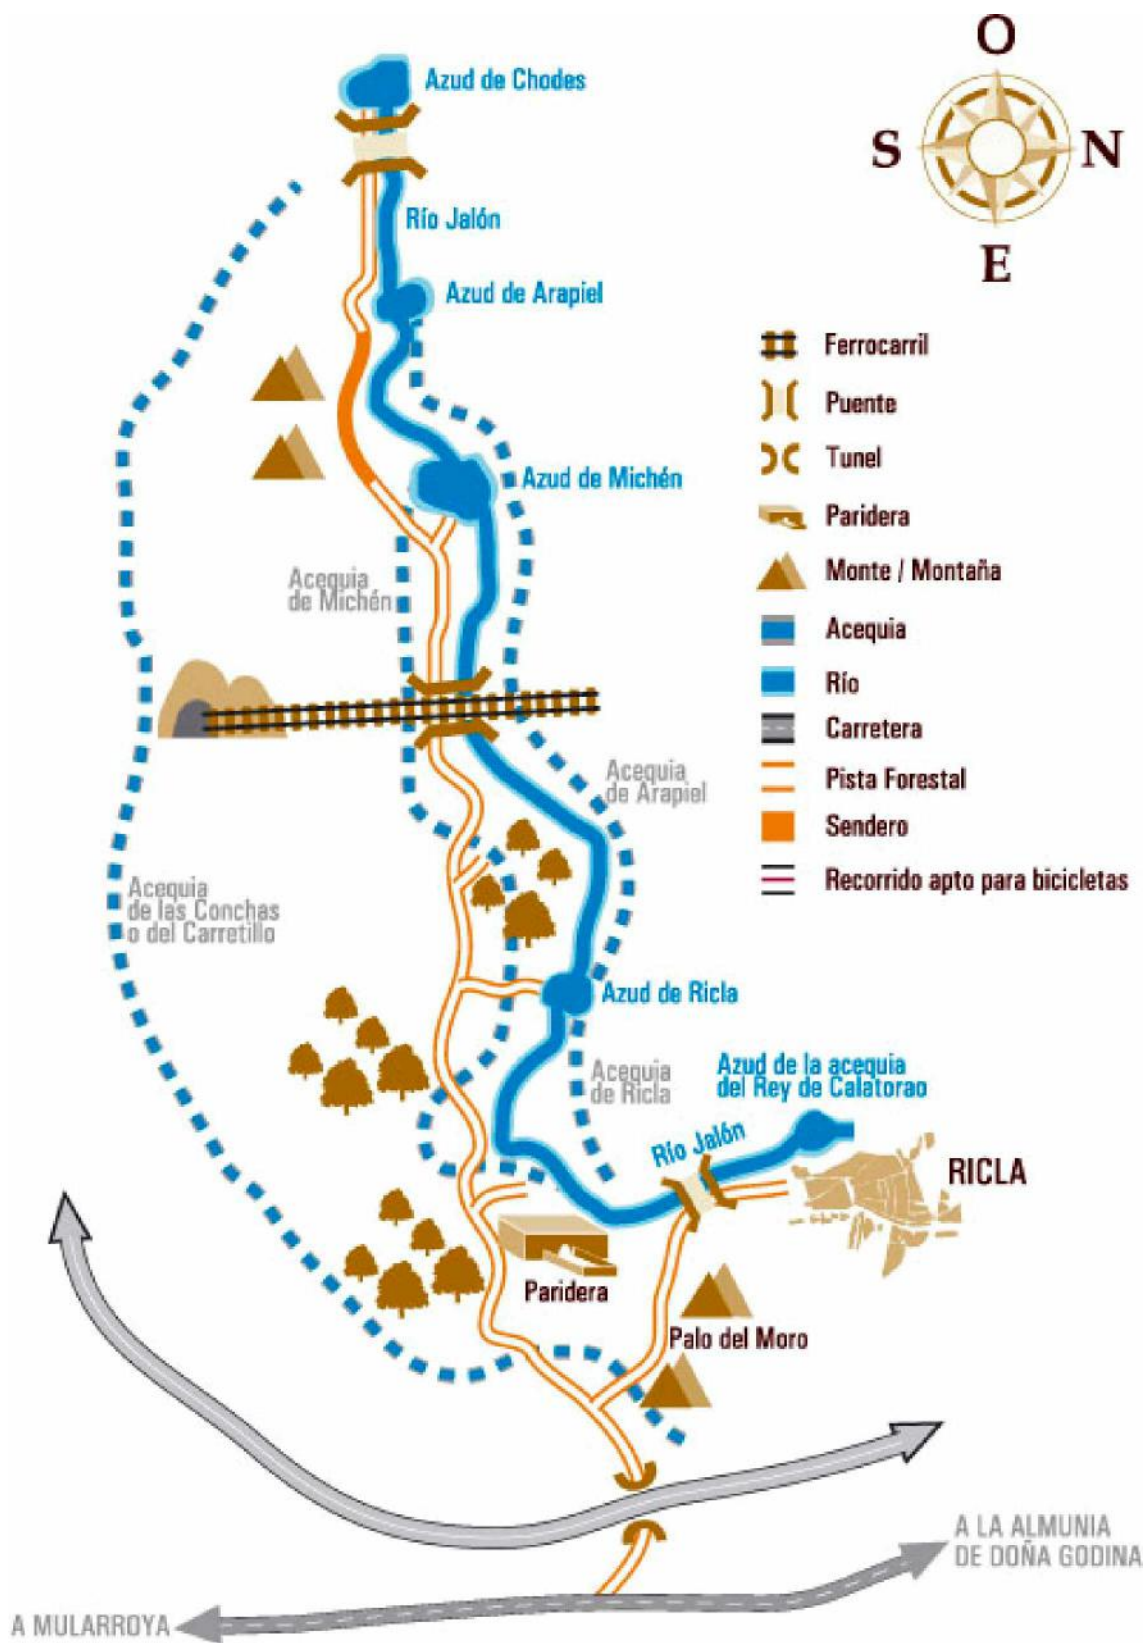 O
S
N
E
Azud de Chodes
Río Jalón
Azud de Arapiel
Azud de Michén
Acequia
de Michén
Acequia
de Arapiel
Acequia
de las Conchas
o del Carretillo
Azud de Ricla
Acequia
de Ricla
Azud de la acequia
del Rey de Calatorao
Río Jalón
RICLA
Paridera
Palo del Moro
A LA ALMUNIA
DE DOÑA GODINA
A MULARROYA
Ferrocarril
Puente
Tunel
Paridera
Monte / Montaña
Acequia
Río
Carretera
Pista Forestal
Sendero
Recorrido apto para bicicletas